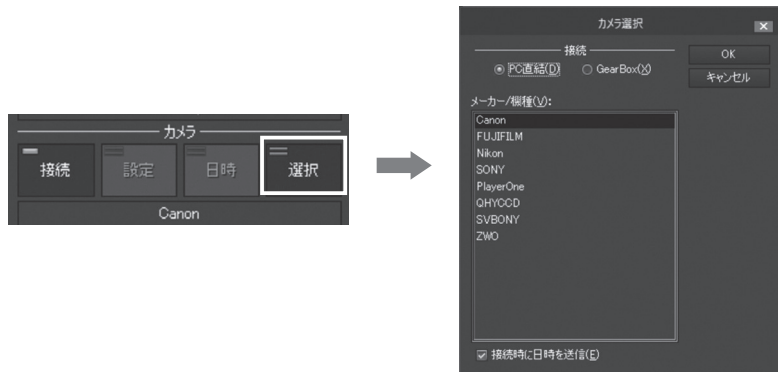 カメラ
接続 設定 日時 選択
Canon
カメラ選択
接続
PC直結(D) GearBox(X)
OK
キャンセル
メーカー/機種(V):
Canon
FUJIFILM
Nikon
SONY
PlayerOne
QHYCCD
SVBONY
ZWO
接続時に日時を送信(E)